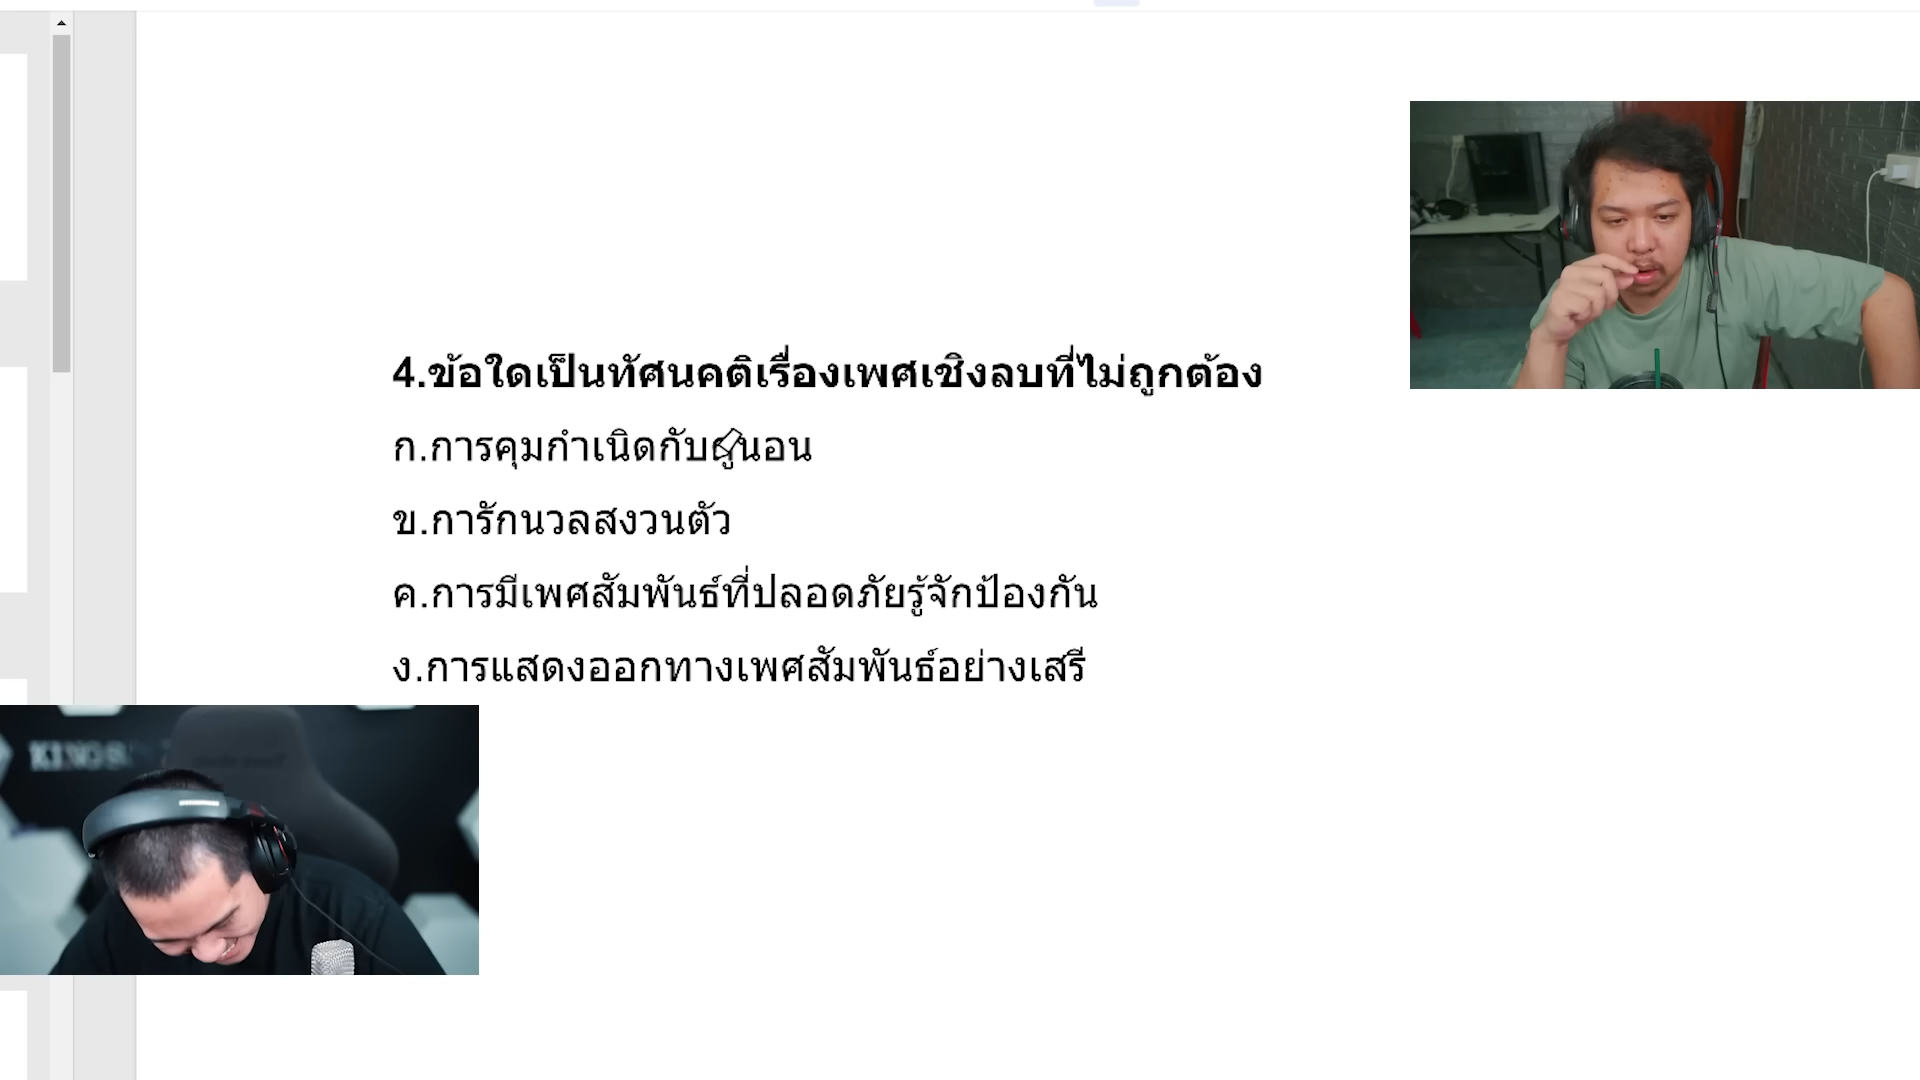 4.ข้อใดเป็นทัศนคติเรื่องเพศเชิงลบที่ไม่ถูกต้อง
ก.การคุมกำเนิดกับคู่นอน
ข.การักนวลสงวนตัว
ค.การมีเพศสัมพันธ์ที่ปลอดภัยรู้จักป้องกัน
ง.การแสดงออกทางเพศสัมพันธ์อย่างเสรี
KINGS